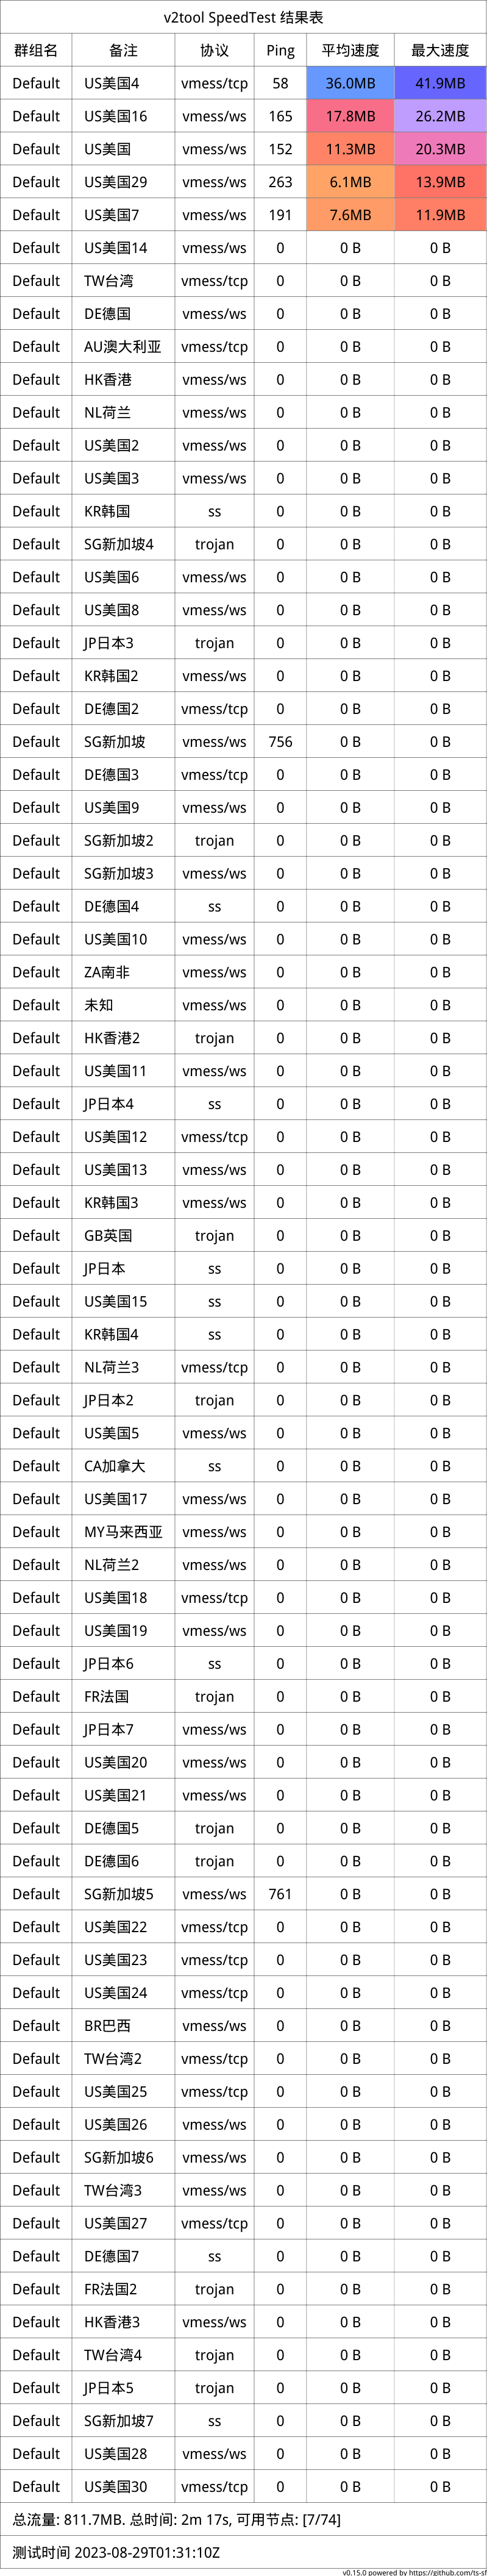 v2tool SpeedTest 结果表
群组名 备注 协议 Ping 平均速度 最大速度
Default US美国4 vmess/tcp 58 36.0MB 41.9MB
Default US美国16 vmess/ws 165 17.8MB 26.2MB
Default US美国 vmess/ws 152 11.3MB 20.3MB
Default US美国29 vmess/ws 263 6.1MB 13.9MB
Default US美国7 vmess/ws 191 7.6MB 11.9MB
Default US美国14 vmess/ws 0 0 B 0 B
Default TW台湾 vmess/tcp 0 0 B 0 B
Default DE德国 vmess/ws 0 0 B 0 B
Default AU澳大利亚 vmess/tcp 0 0 B 0 B
Default HK香港 vmess/ws 0 0 B 0 B
Default NL荷兰 vmess/ws 0 0 B 0 B
Default US美国2 vmess/ws 0 0 B 0 B
Default US美国3 vmess/ws 0 0 B 0 B
Default KR韩国 ss 0 0 B 0 B
Default SG新加坡4 trojan 0 0 B 0 B
Default US美国6 vmess/ws 0 0 B 0 B
Default US美国8 vmess/ws 0 0 B 0 B
Default JP日本3 trojan 0 0 B 0 B
Default KR韩国2 vmess/ws 0 0 B 0 B
Default DE德国2 vmess/tcp 0 0 B 0 B
Default SG新加坡 vmess/ws 756 0 B 0 B
Default DE德国3 vmess/tcp 0 0 B 0 B
Default US美国9 vmess/ws 0 0 B 0 B
Default SG新加坡2 trojan 0 0 B 0 B
Default SG新加坡3 vmess/ws 0 0 B 0 B
Default DE德国4 ss 0 0 B 0 B
Default US美国10 vmess/ws 0 0 B 0 B
Default ZA南非 vmess/ws 0 0 B 0 B
Default 未知 vmess/ws 0 0 B 0 B
Default HK香港2 trojan 0 0 B 0 B
Default US美国11 vmess/ws 0 0 B 0 B
Default JP日本4 ss 0 0 B 0 B
Default US美国12 vmess/tcp 0 0 B 0 B
Default US美国13 vmess/ws 0 0 B 0 B
Default KR韩国3 vmess/ws 0 0 B 0 B
Default GB英国 trojan 0 0 B 0 B
Default JP日本 ss 0 0 B 0 B
Default US美国15 ss 0 0 B 0 B
Default KR韩国4 ss 0 0 B 0 B
Default NL荷兰3 vmess/tcp 0 0 B 0 B
Default JP日本2 trojan 0 0 B 0 B
Default US美国5 vmess/ws 0 0 B 0 B
Default CA加拿大 ss 0 0 B 0 B
Default US美国17 vmess/ws 0 0 B 0 B
Default MY马来西亚 vmess/ws 0 0 B 0 B
Default NL荷兰2 vmess/ws 0 0 B 0 B
Default US美国18 vmess/tcp 0 0 B 0 B
Default US美国19 vmess/ws 0 0 B 0 B
Default JP日本6 ss 0 0 B 0 B
Default FR法国 trojan 0 0 B 0 B
Default JP日本7 vmess/ws 0 0 B 0 B
Default US美国20 vmess/ws 0 0 B 0 B
Default US美国21 vmess/ws 0 0 B 0 B
Default DE德国5 trojan 0 0 B 0 B
Default DE德国6 trojan 0 0 B 0 B
Default SG新加坡5 vmess/ws 761 0 B 0 B
Default US美国22 vmess/tcp 0 0 B 0 B
Default US美国23 vmess/tcp 0 0 B 0 B
Default US美国24 vmess/tcp 0 0 B 0 B
Default BR巴西 vmess/ws 0 0 B 0 B
Default TW台湾2 vmess/tcp 0 0 B 0 B
Default US美国25 vmess/tcp 0 0 B 0 B
Default US美国26 vmess/ws 0 0 B 0 B
Default SG新加坡6 vmess/ws 0 0 B 0 B
Default TW台湾3 vmess/ws 0 0 B 0 B
Default US美国27 vmess/tcp 0 0 B 0 B
Default DE德国7 ss 0 0 B 0 B
Default FR法国2 trojan 0 0 B 0 B
Default HK香港3 vmess/ws 0 0 B 0 B
Default TW台湾4 trojan 0 0 B 0 B
Default JP日本5 trojan 0 0 B 0 B
Default SG新加坡7 ss 0 0 B 0 B
Default US美国28 vmess/ws 0 0 B 0 B
Default US美国30 vmess/tcp 0 0 B 0 B
总流量: 811.7MB. 总时间: 2m 17s, 可用节点: [7/74]
测试时间 2023-08-29T01:31:10Z
v0.15.0 powered by https://github.com/ts-sf